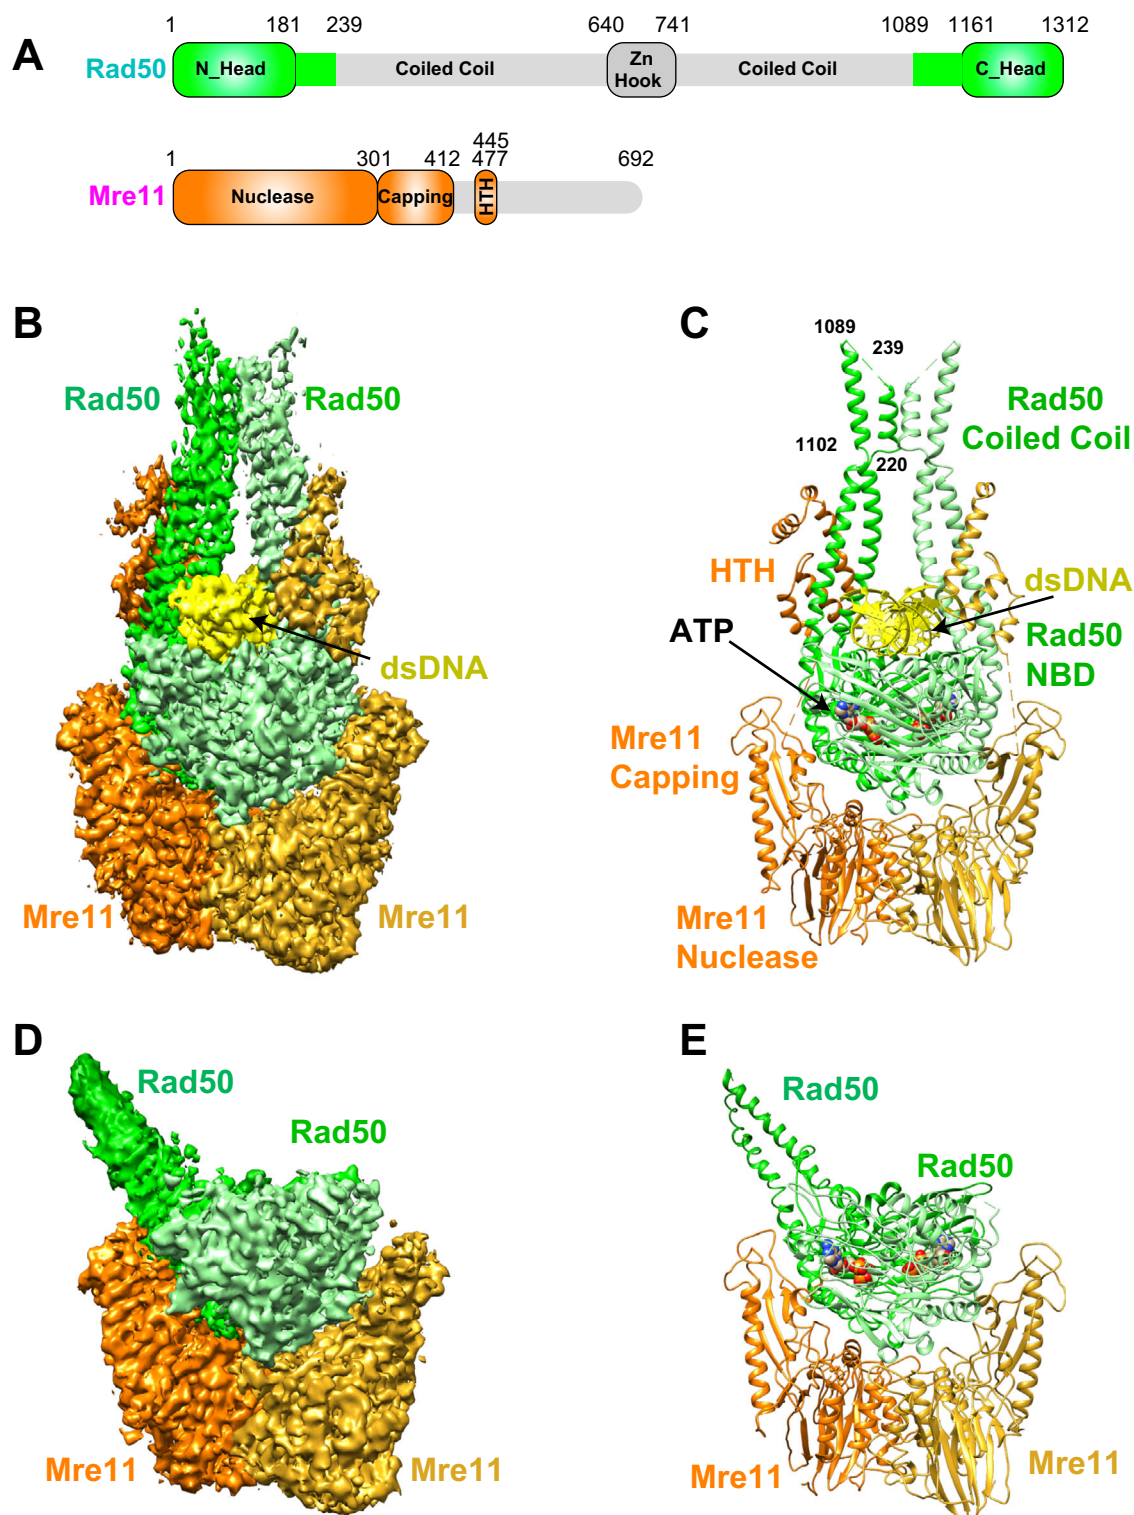 A
1 181 239 640 741 1089 1161 1312
Rad50
N_Head
Coiled Coil
Zn
Hook
Coiled Coil
C_Head
445
1 301 412 477 692
Mre11
Nuclease
Capping
HTH
B
Rad50
Rad50
dsDNA
Mre11
Mre11
C
1089
239
Rad50
Coiled Coil
1102
220
HTH
dsDNA
ATP
Rad50
NBD
Mre11
Capping
Mre11
Nuclease
D
Rad50
Rad50
Mre11
Mre11
E
Rad50
Rad50
Mre11
Mre11